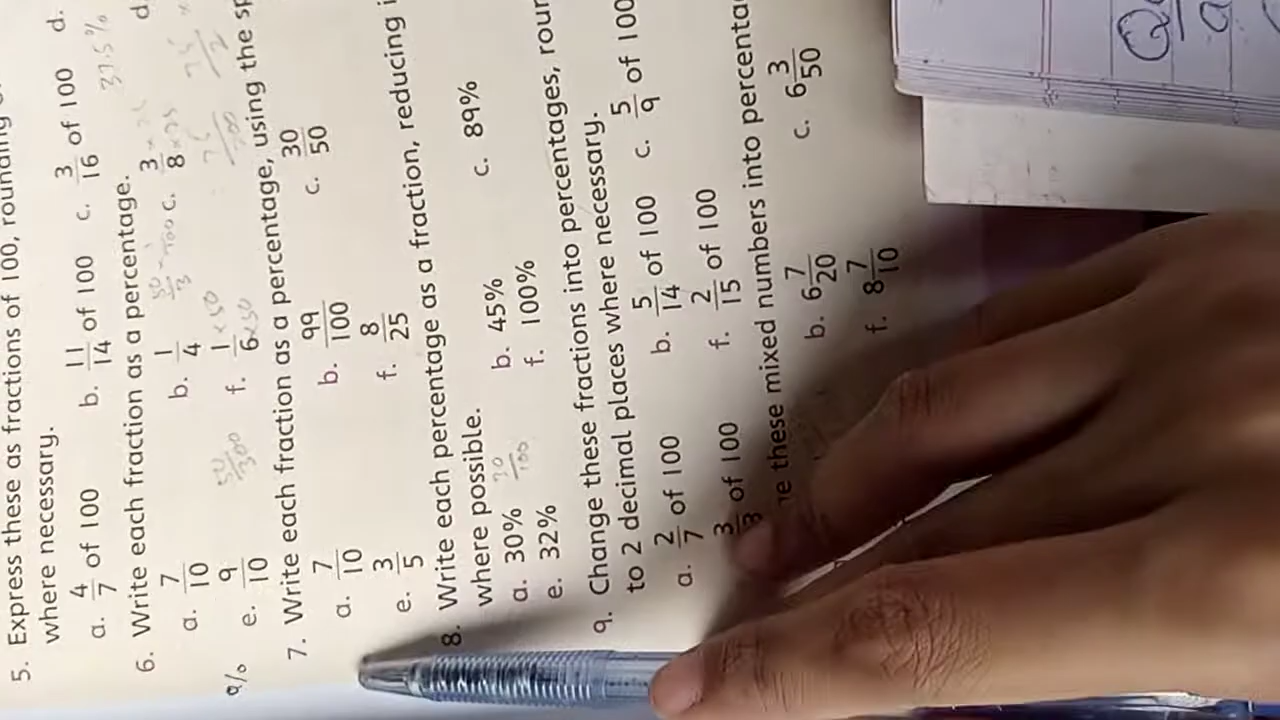 5. Express these as fractions of 100, rounding
where necessary.
a. 4/7 of 100 b. 11/14 of 100 c. 3/16 of 100 d.
37.5%
6. Write each fraction as a percentage.
a. 7/10 b. 1/4 c. 3/8 d.
e. 9/10 f. 1/6
%
7. Write each fraction as a percentage, using the
a. 7/10 b. 99/100 c. 30/50
e. 3/5 f. 8/25
8. Write each percentage as a fraction, reducing
where possible.
a. 30% b. 45% c. 89%
e. 32% f. 100%
9. Change these fractions into percentages,
to 2 decimal places where necessary.
a. 2/7 of 100 b. 5/14 of 100 c. 5/9 of 100
of 100 f. 2/15 of 100
these mixed numbers into
b. 6 7/20 c. 6 3/50
f. 8 7/10